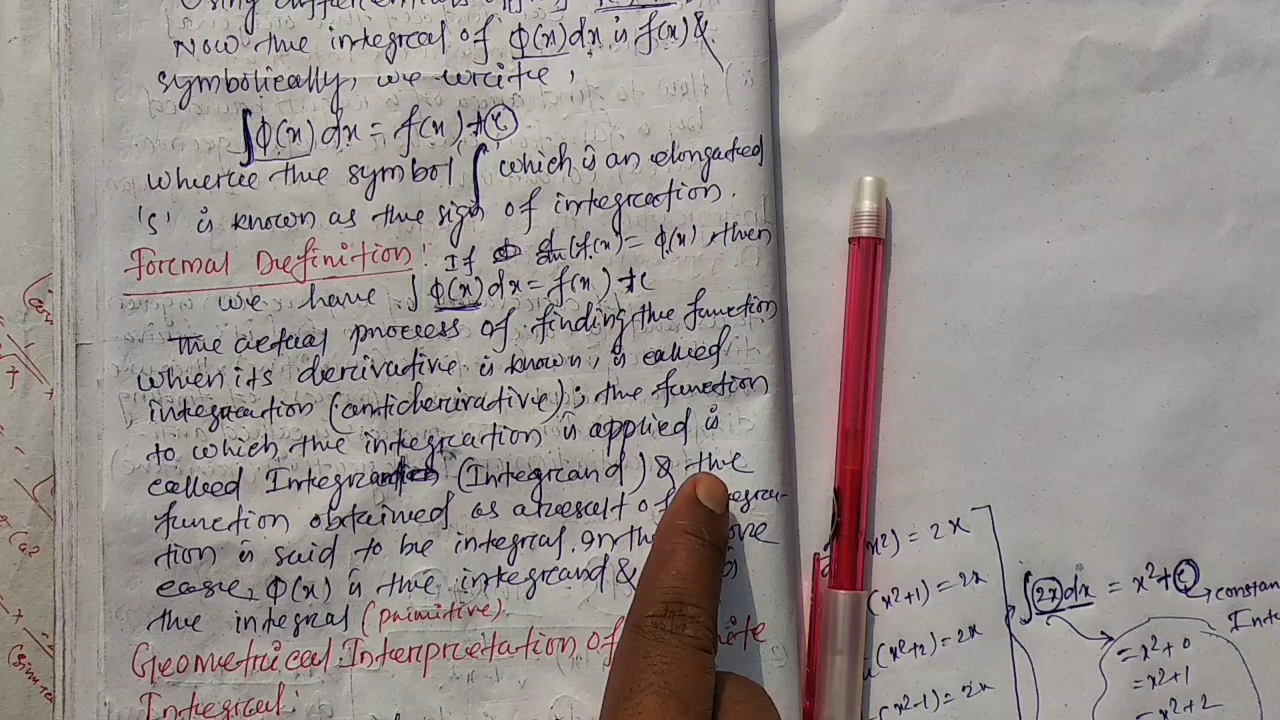 Now the integral of ϕ(x)dx is f(x) &
symbolically, we write,
∫ϕ(x) dx = f(x) + c
Where the symbol ∫ which is an elongated
's' is known as the sign of integration.
Formal Definition: If d/dx(f(x)) = ϕ(x), then
we have ∫ϕ(x) dx = f(x) + c
The actual process of finding the function
when its derivative is known, is called
integration (antiderivative); the function
to which the integration is applied is
called (Integrand) & the
function obtained as a result of
tion is said to be integral. In the
case, ϕ(x) is the integrand &
the integral (primitive).
Geometrical Interpretation of
Integral:
x²) = 2x
(x²+1) = 2x
(x²+2) = 2x
(x²-1) = 2x
∫2x dx = x² + c
constan
= x² + 0
= x² + 1
= x² + 2